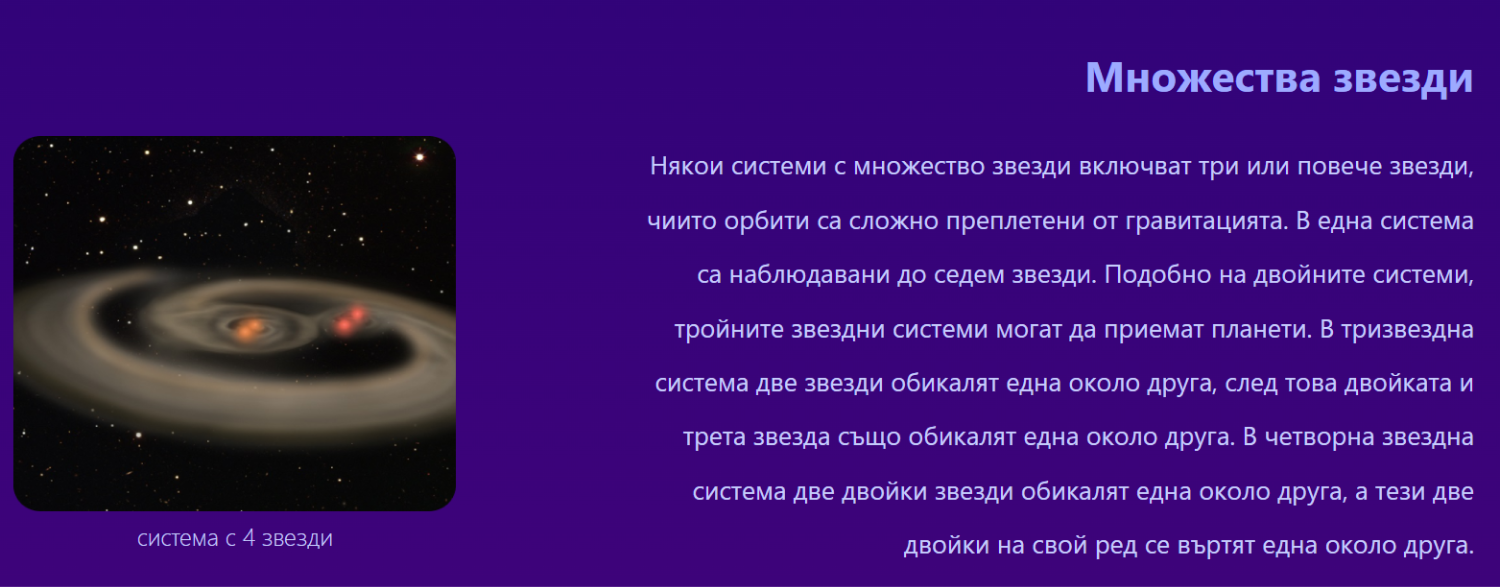 Множества звезди
Някои системи с множество звезди включват три или повече звезди,
чиито орбити са сложно преплетени от гравитацията. В една система
са наблюдавани до седем звезди. Подобно на двойните системи,
тройните звездни системи могат да приемат планети. В тризвездна
система две звезди обикалят една около друга, след това двойката и
трета звезда също обикалят една около друга. В четворна звездна
система две двойки звезди обикалят една около друга, а тези две
двойки на свой ред се въртят една около друга.
система с 4 звезди